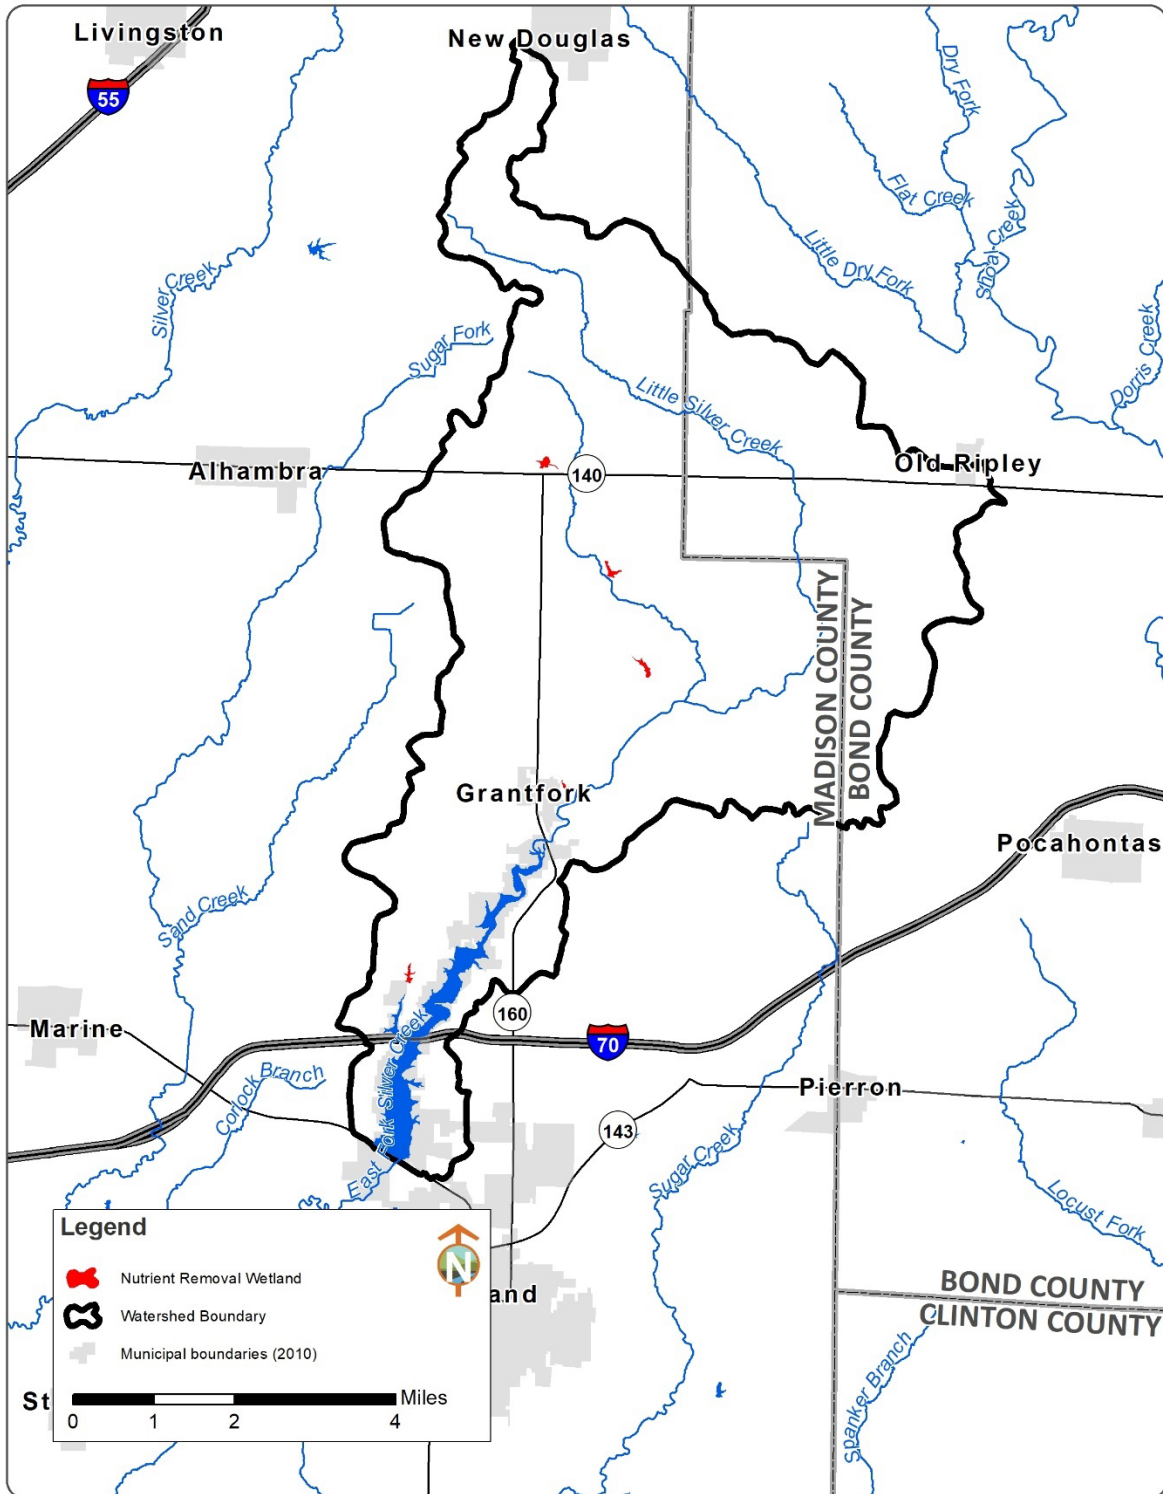 Livingston
New Douglas
55
Dry Fork
Flat Creek
Shoal Creek
Little Dry Fork
Silver Creek
Sugar Fork
Dorris Creek
Little Silver Creek
Alhambra
140
Old Ripley
MADISON COUNTY
BOND COUNTY
Grantfork
Pocahontas
Sand Creek
Marine
160
70
East Fork Silver Creek
Corlock Branch
Pierron
143
Sugar Creek
Locust Fork
Legend
N
Nutrient Removal Wetland
and
Watershed Boundary
Municipal boundaries (2010)
BOND COUNTY
CLINTON COUNTY
Spanker Branch
St
Miles
0 1 2 4